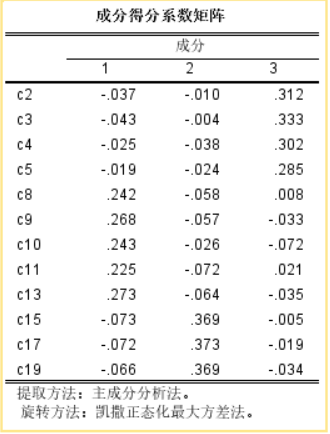 成分得分系数矩阵
成分
1 2 3
c2 -.037 -.010 .312
c3 -.043 -.004 .333
c4 -.025 -.038 .302
c5 -.019 -.024 .285
c8 .242 -.058 .008
c9 .268 -.057 -.033
c10 .243 -.026 -.072
c11 .225 -.072 .021
c13 .273 -.064 -.035
c15 -.073 .369 -.005
c17 -.072 .373 -.019
c19 -.066 .369 -.034
提取方法：主成分分析法。
旋转方法：凯撒正态化最大方差法。